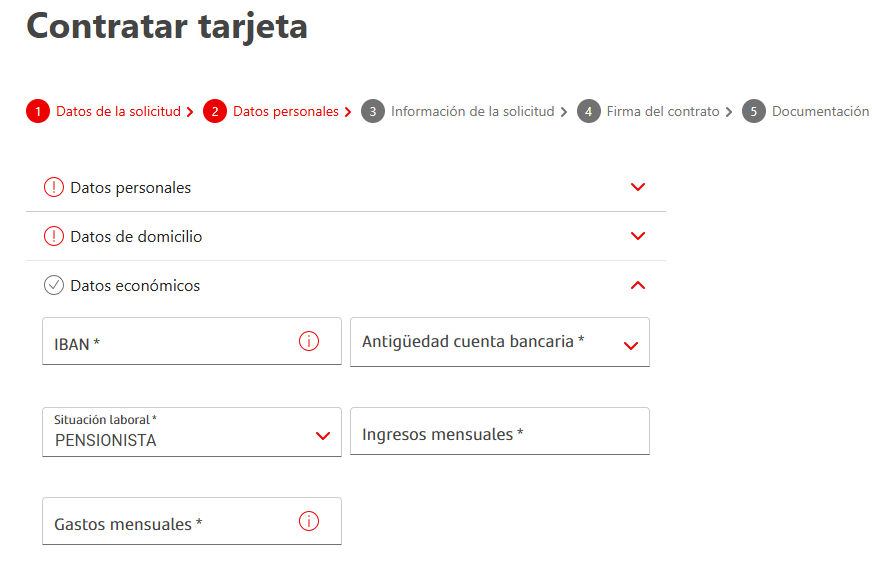 Contratar tarjeta
1 Datos de la solicitud 2 Datos personales 3 Información de la solicitud 4 Firma del contrato 5 Documentación
Datos personales
Datos de domicilio
Datos económicos
IBAN * Antigüedad cuenta bancaria *
Situación laboral *
PENSIONISTA Ingresos mensuales *
Gastos mensuales *